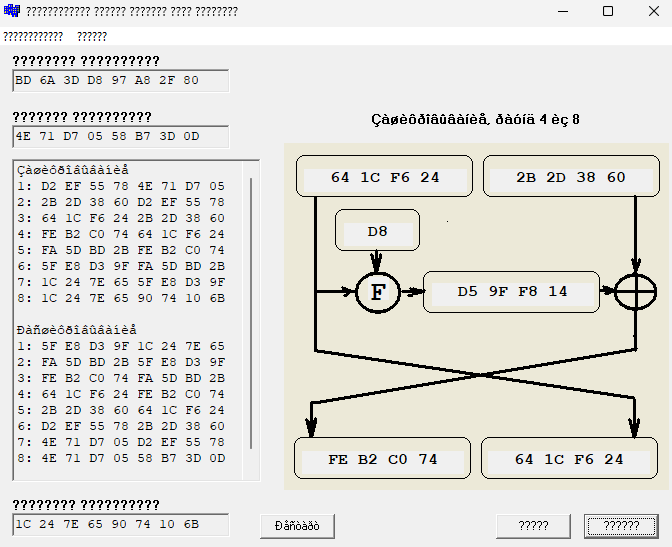 ???????????? ?????? ??????? ???? ????????
???????????? ??????
???????? ??????????
BD 6A 3D D8 97 A8 2F 80
??????? ??????????
4E 71 D7 05 58 B7 3D 0D
Çàøèôðîâûâàíèå
1: D2 EF 55 78 4E 71 D7 05
2: 2B 2D 38 60 D2 EF 55 78
3: 64 1C F6 24 2B 2D 38 60
4: FE B2 C0 74 64 1C F6 24
5: FA 5D BD 2B FE B2 C0 74
6: 5F E8 D3 9F FA 5D BD 2B
7: 1C 24 7E 65 5F E8 D3 9F
8: 1C 24 7E 65 90 74 10 6B
Ðàñøèôðîâûâàíèå
1: 5F E8 D3 9F 1C 24 7E 65
2: FA 5D BD 2B 5F E8 D3 9F
3: FE B2 C0 74 FA 5D BD 2B
4: 64 1C F6 24 FE B2 C0 74
5: 2B 2D 38 60 64 1C F6 24
6: D2 EF 55 78 2B 2D 38 60
7: 4E 71 D7 05 D2 EF 55 78
8: 4E 71 D7 05 58 B7 3D 0D
???????? ??????????
1C 24 7E 65 90 74 10 6B
Çàøèôðîâûâàíèå, ðàóíä 4 èç 8
64 1C F6 24
2B 2D 38 60
D8
F
D5 9F F8 14
FE B2 C0 74
64 1C F6 24
Ðåñòàðò
?????
??????